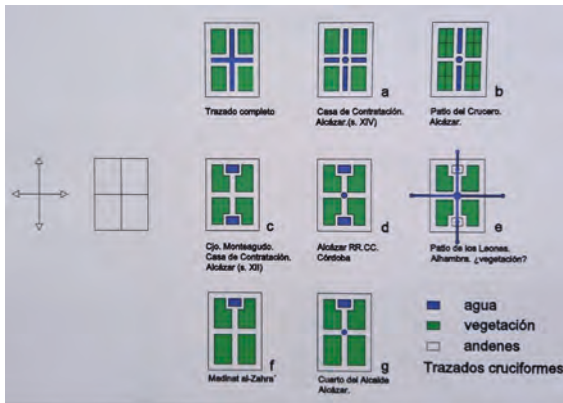 Trazado completo
a
Casa de Contratación.
Alcázar.(s. XIV)
b
Patio del Crucero.
Alcázar.
c
Cjo. Monteagudo.
Casa de Contratación.
Alcázar (s. XII)
d
Alcázar RR.CC.
Córdoba
e
Patio de los Leones.
Alhambra. ¿vegetación?
f
Madinat al-Zahra´
g
Cuarto del Alcalde
Alcázar.
agua
vegetación
andenes
Trazados cruciformes